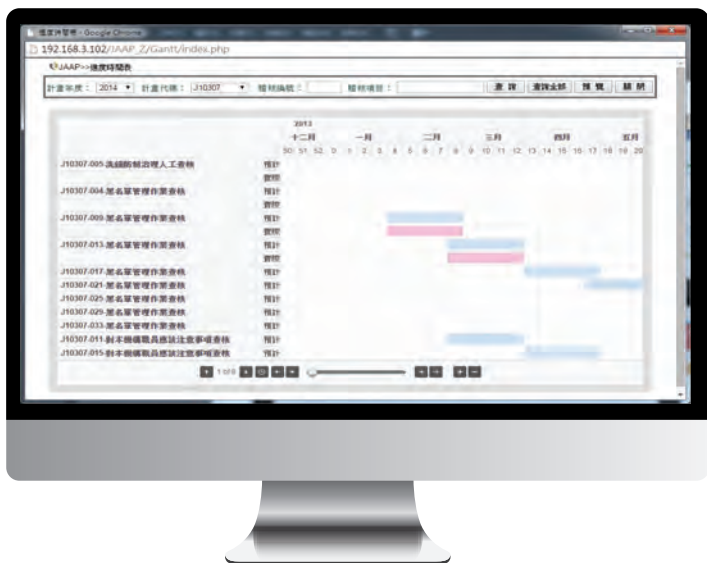 進度時間表 - Google Chrome
192.168.3.102/JAAP_Z/Gantt/index.php
JAAP>>進度時間表
計畫年度： 2014 計畫代碼： J10307 稽核編號： 稽核項目： 查 詢 查詢全部 預 覽 關 閉
2013
十二月 一月 二月 三月 四月 五月
50 51 52 0 1 2 3 4 5 6 7 8 9 10 11 12 13 14 15 16 17 18 19 20
J10307-005-洗錢防制治理人工查核 預計
實際
J10307-004-黑名單管理作業查核 預計
實際
J10307-009-黑名單管理作業查核 預計
實際
J10307-013-黑名單管理作業查核 預計
實際
J10307-017-黑名單管理作業查核 預計
J10307-021-黑名單管理作業查核 預計
J10307-025-黑名單管理作業查核 預計
J10307-029-黑名單管理作業查核 預計
J10307-033-黑名單管理作業查核 預計
J10307-011-對本機構職員應該注意事項查核 預計
J10307-015-對本機構職員應該注意事項查核 預計